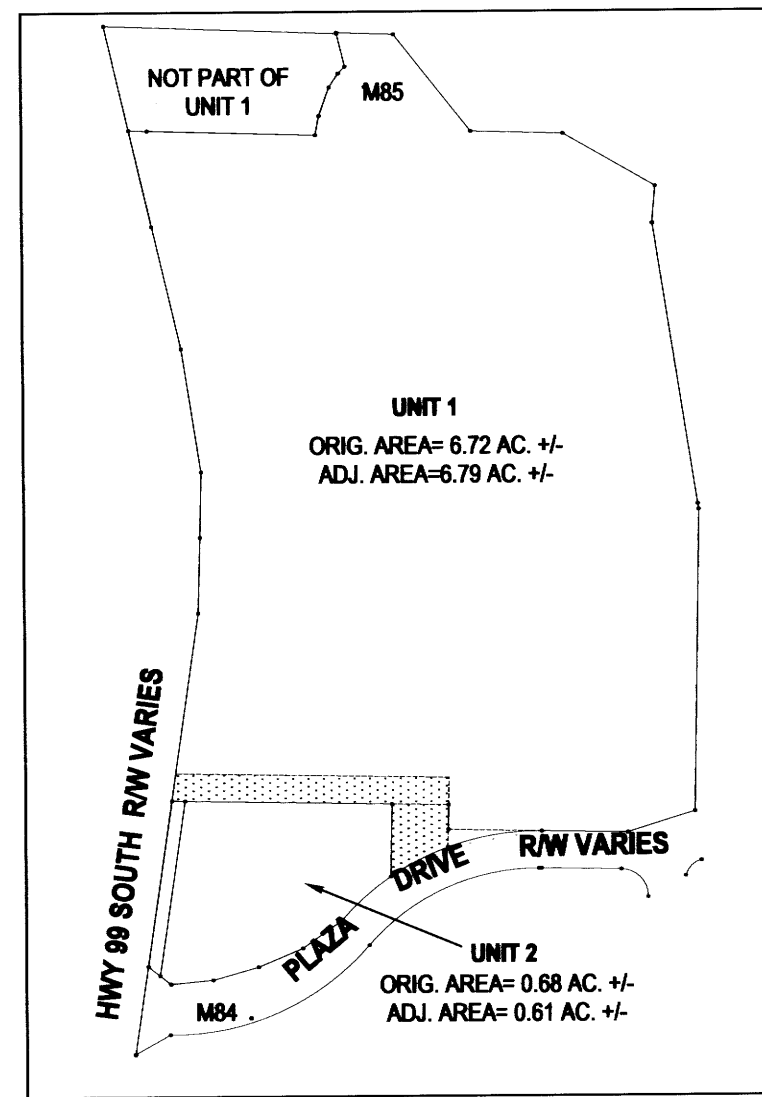 NOT PART OF
UNIT 1
M85
UNIT 1
ORIG. AREA= 6.72 AC. +/-
ADJ. AREA=6.79 AC. +/-
HWY 99 SOUTH R/W VARIES
PLAZA DRIVE R/W VARIES
UNIT 2
ORIG. AREA= 0.68 AC. +/-
ADJ. AREA= 0.61 AC. +/-
M84